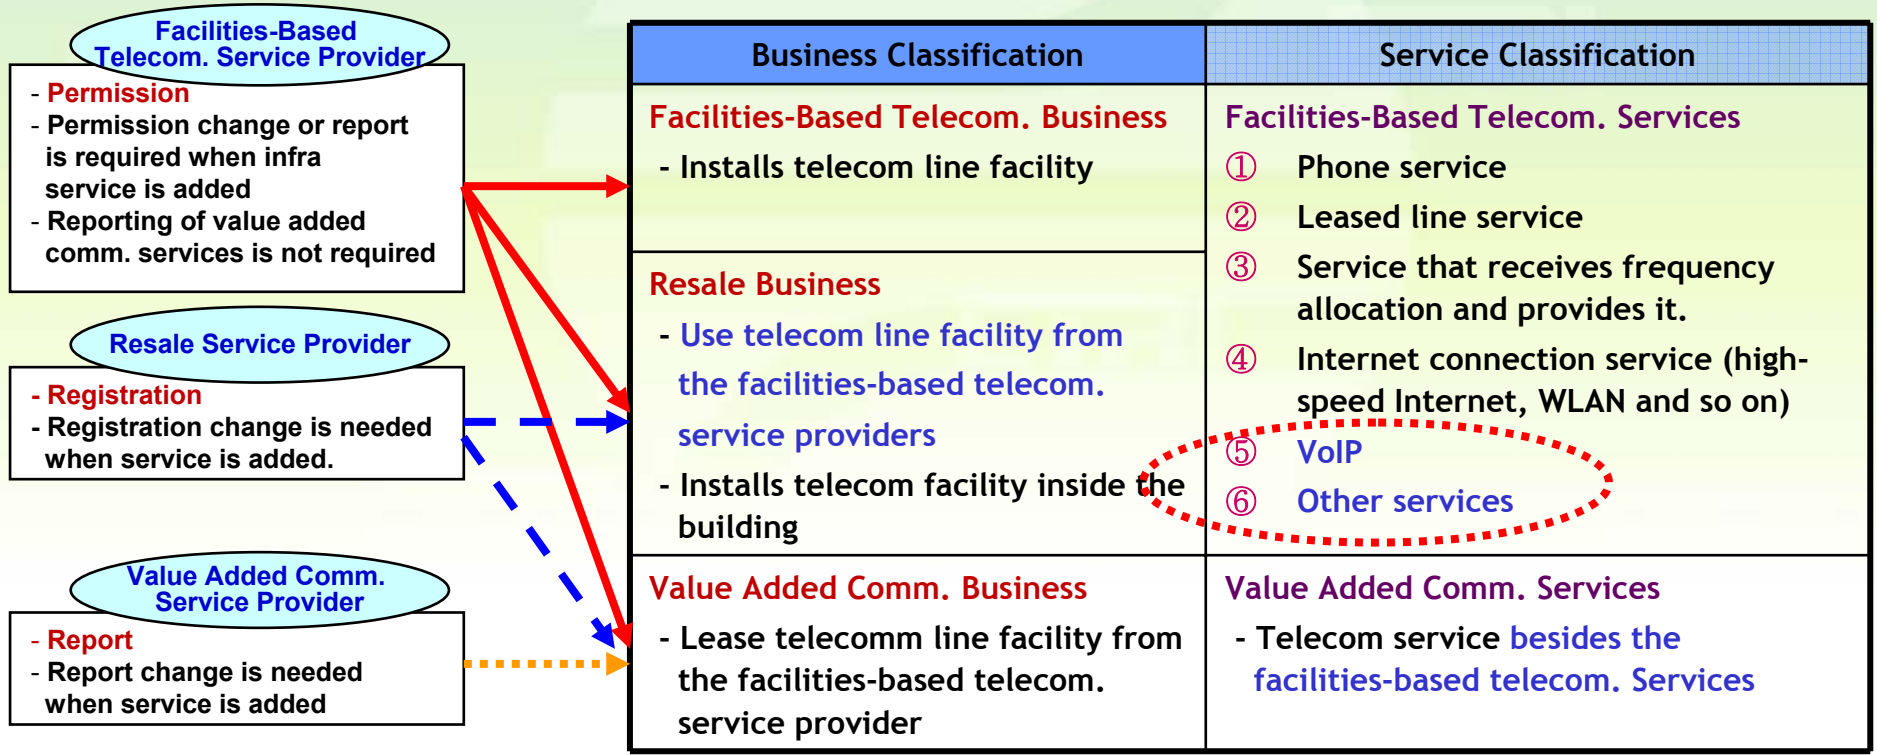 Facilities-Based
Telecom. Service Provider
- Permission
- Permission change or report
is required when infra
service is added
- Reporting of value added
comm. services is not required
Resale Service Provider
- Registration
- Registration change is needed
when service is added.
Value Added Comm.
Service Provider
- Report
- Report change is needed
when service is added
Business Classification
Facilities-Based Telecom. Business
- Installs telecom line facility
Resale Business
- Use telecom line facility from
the facilities-based telecom.
service providers
- Installs telecom facility inside the
building
Value Added Comm. Business
- Lease telecomm line facility from
the facilities-based telecom.
service provider
Service Classification
Facilities-Based Telecom. Services
① Phone service
② Leased line service
③ Service that receives frequency
allocation and provides it.
④ Internet connection service (high-
speed Internet, WLAN and so on)
⑤ VoIP
⑥ Other services
Value Added Comm. Services
- Telecom service besides the
facilities-based telecom. Services